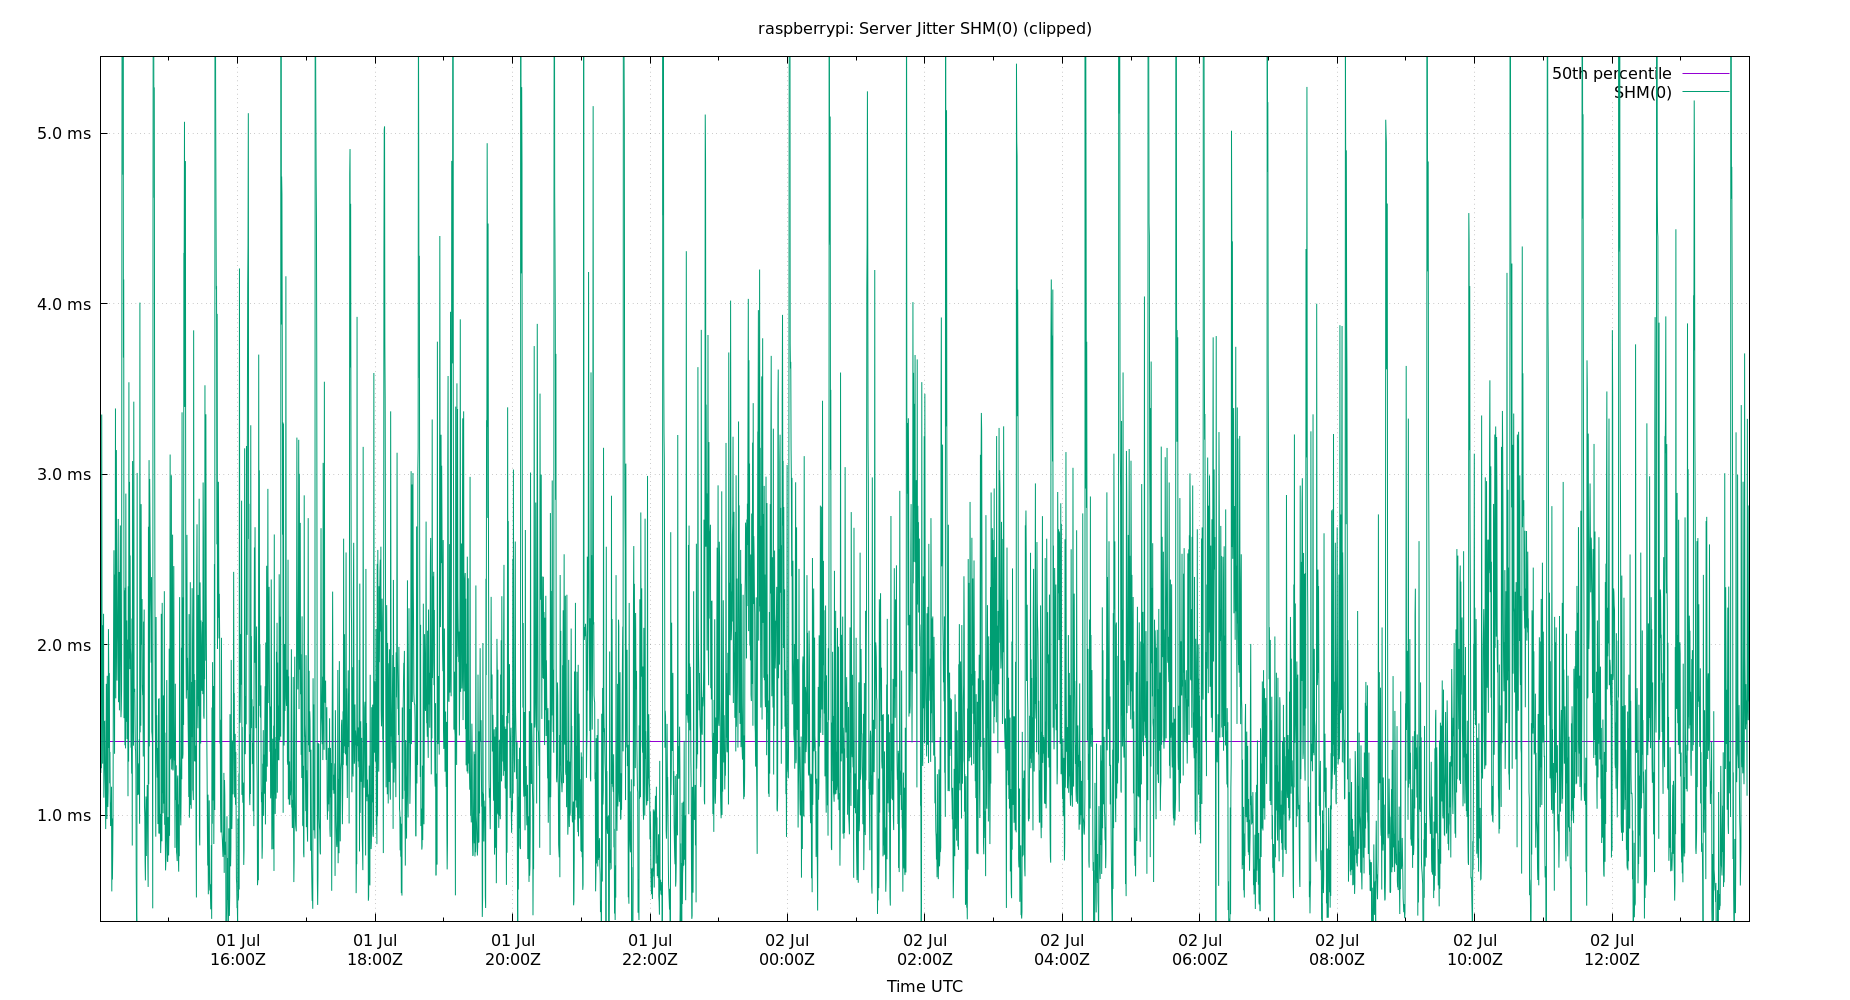 raspberrypi: Server Jitter SHM(0) (clipped)
50th percentile
SHM(0)
5.0 ms
4.0 ms
3.0 ms
2.0 ms
1.0 ms
01 Jul 01 Jul 01 Jul 01 Jul 02 Jul 02 Jul 02 Jul 02 Jul 02 Jul 02 Jul 02 Jul
16:00Z 18:00Z 20:00Z 22:00Z 00:00Z 02:00Z 04:00Z 06:00Z 08:00Z 10:00Z 12:00Z
Time UTC